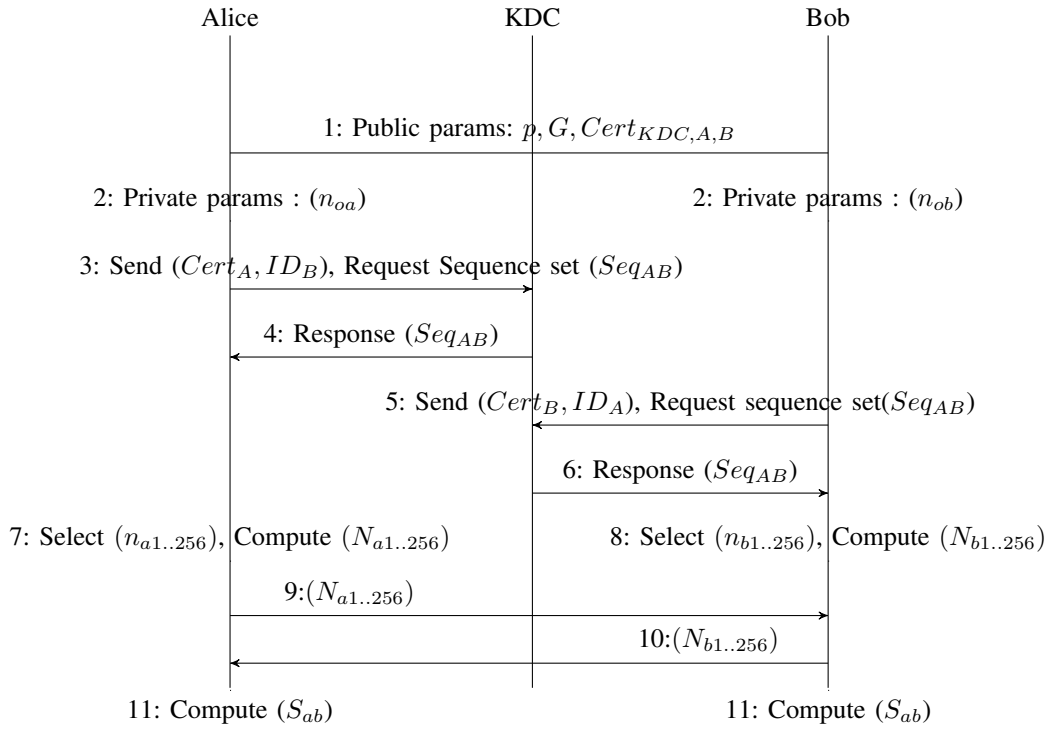 Alice KDC Bob
1: Public params: p, G, Cert_{KDC,A,B}
2: Private params : (n_{oa}) 2: Private params : (n_{ob})
3: Send (Cert_A, ID_B), Request Sequence set (Seq_{AB})
4: Response (Seq_{AB})
5: Send (Cert_B, ID_A), Request sequence set(Seq_{AB})
6: Response (Seq_{AB})
7: Select (n_{a1..256}), Compute (N_{a1..256}) 8: Select (n_{b1..256}), Compute (N_{b1..256})
9:(N_{a1..256})
10:(N_{b1..256})
11: Compute (S_{ab}) 11: Compute (S_{ab})